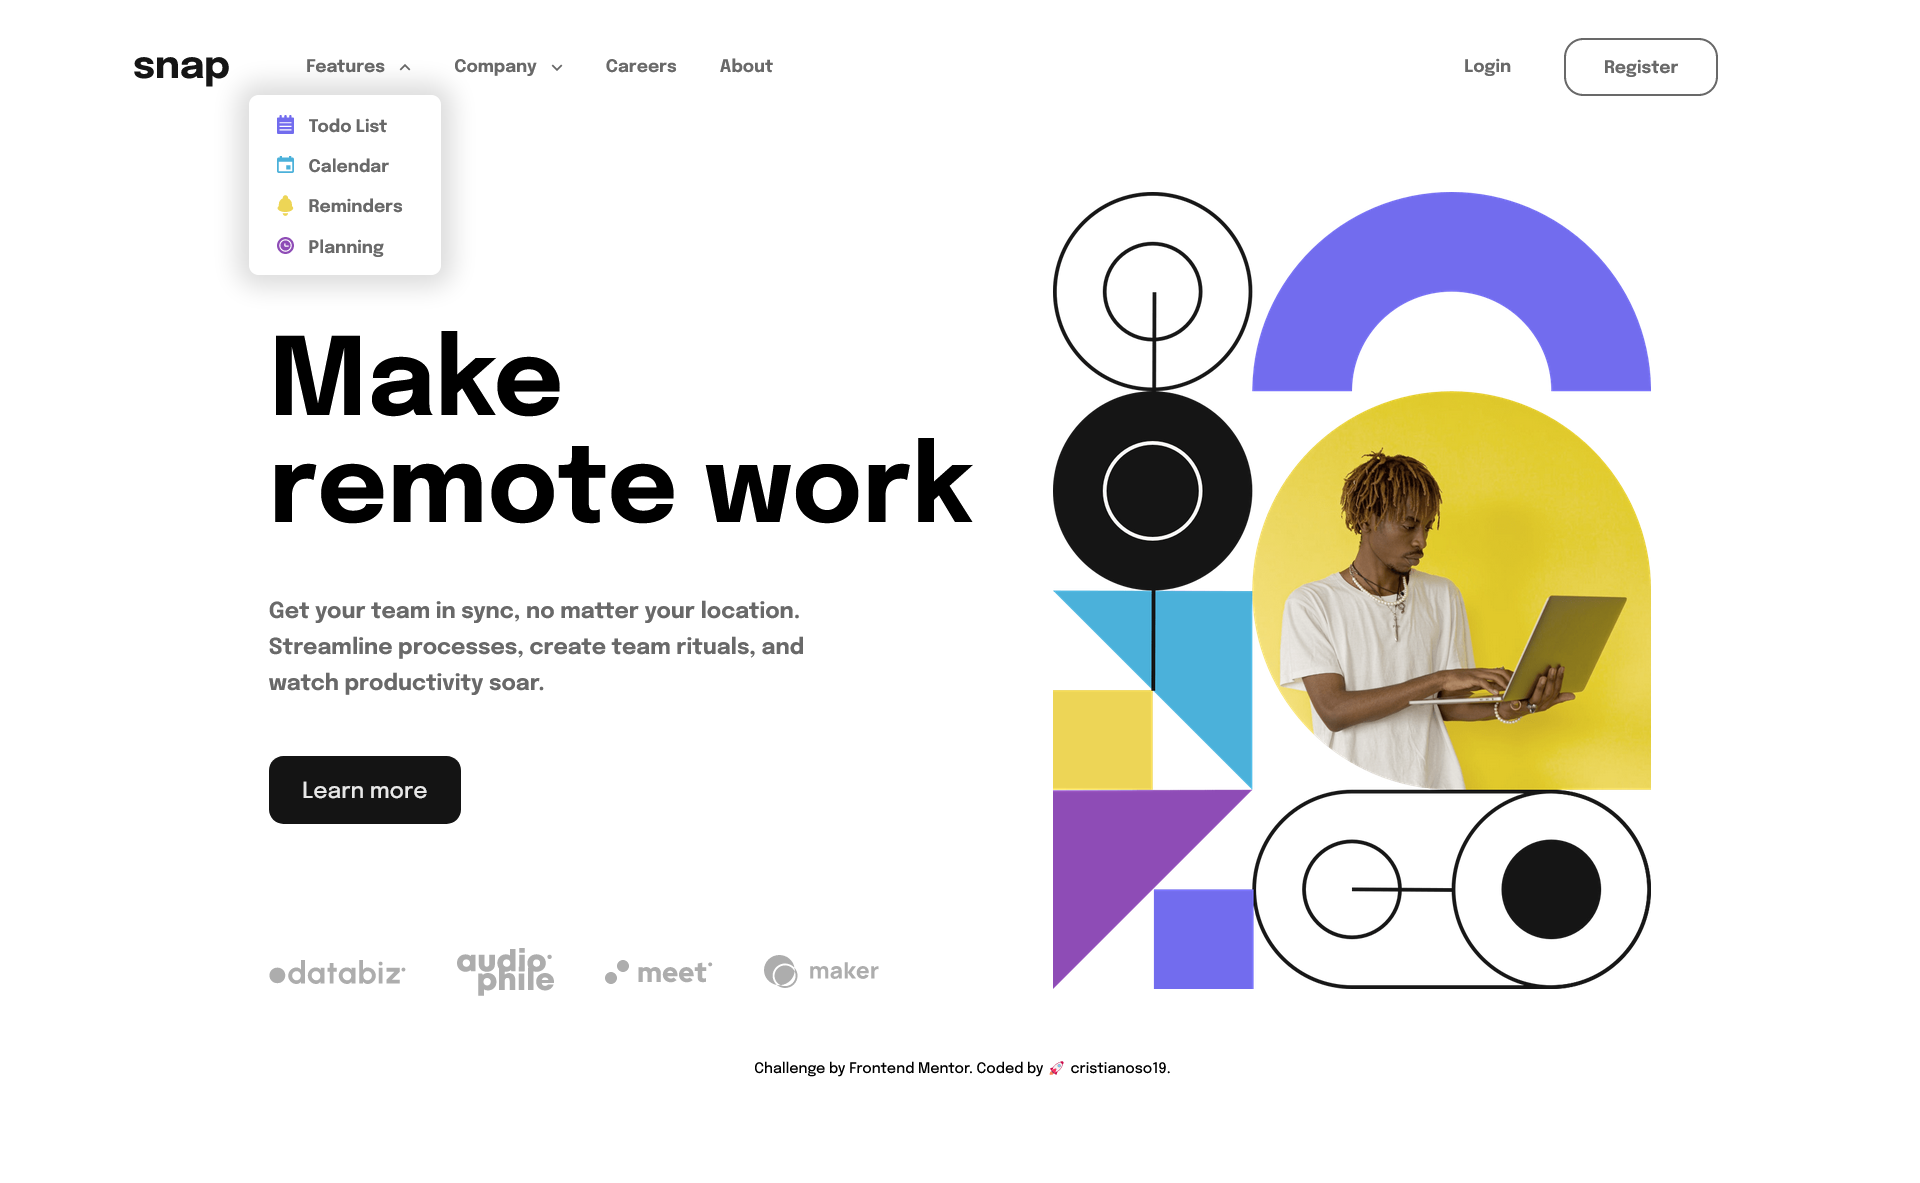 snap
Features
Company
Careers
About
Login
Register
Todo List
Calendar
Reminders
Planning
Make
remote work
Get your team in sync, no matter your location.
Streamline processes, create team rituals, and
watch productivity soar.
Learn more
databiz
audio
phile
meet
maker
Challenge by Frontend Mentor. Coded by 🚀 cristianoso19.